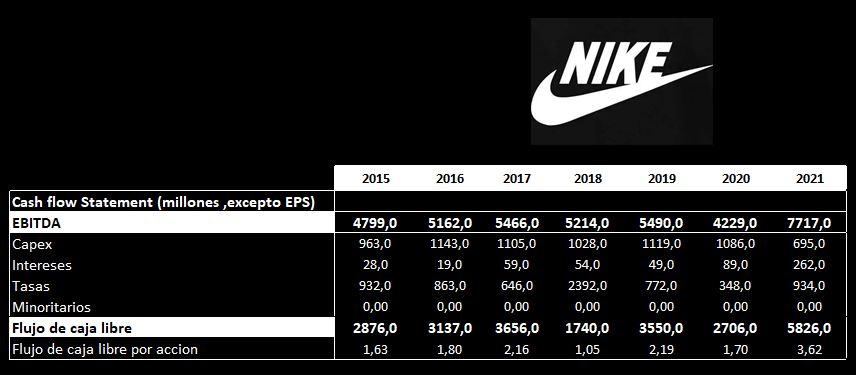 NIKE
2015 2016 2017 2018 2019 2020 2021
Cash flow Statement (millones ,excepto EPS)
EBITDA 4799,0 5162,0 5466,0 5214,0 5490,0 4229,0 7717,0
Capex 963,0 1143,0 1105,0 1028,0 1119,0 1086,0 695,0
Intereses 28,0 19,0 59,0 54,0 49,0 89,0 262,0
Tasas 932,0 863,0 646,0 2392,0 772,0 348,0 934,0
Minoritarios 0,00 0,00 0,00 0,00 0,00 0,00 0,00
Flujo de caja libre 2876,0 3137,0 3656,0 1740,0 3550,0 2706,0 5826,0
Flujo de caja libre por accion 1,63 1,80 2,16 1,05 2,19 1,70 3,62